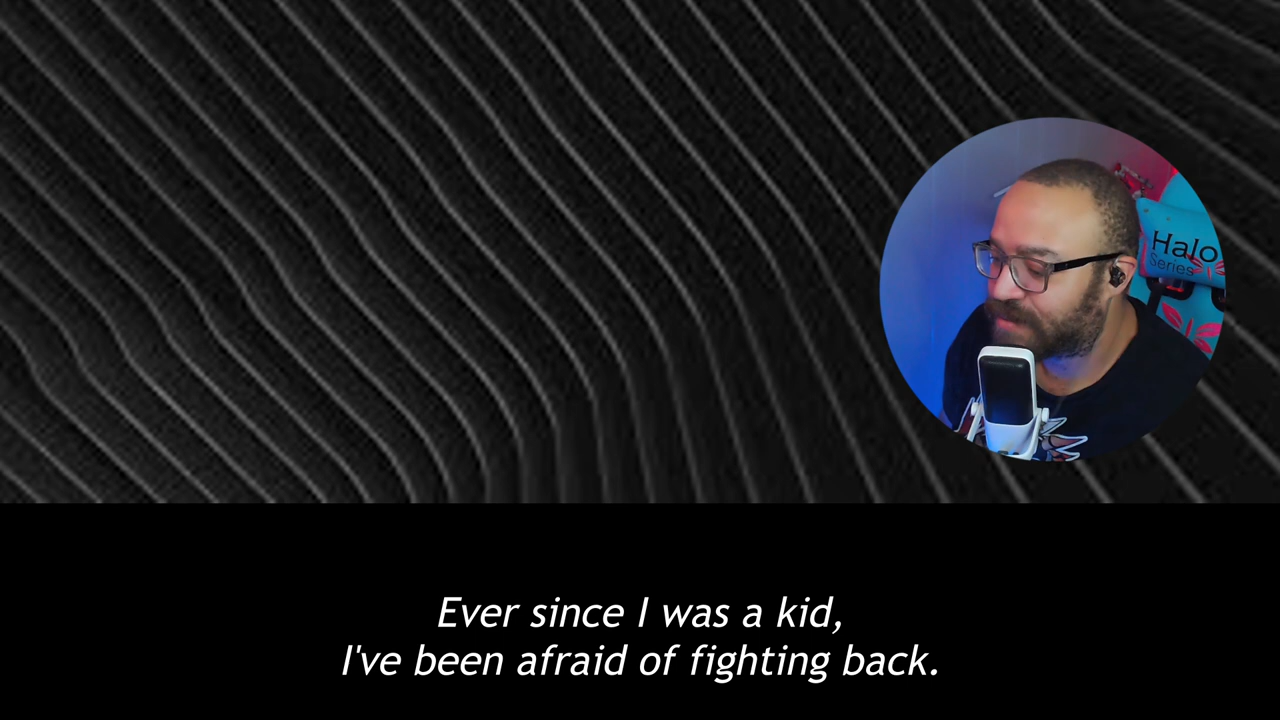 Halo
Series
Ever since I was a kid,
I've been afraid of fighting back.